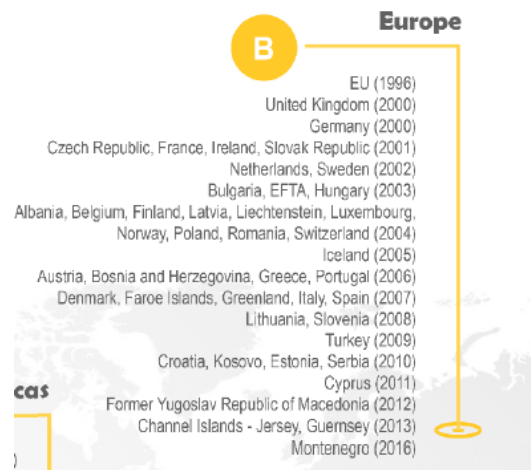 Europe
B
EU (1996)
United Kingdom (2000)
Germany (2000)
Czech Republic, France, Ireland, Slovak Republic (2001)
Netherlands, Sweden (2002)
Bulgaria, EFTA, Hungary (2003)
Albania, Belgium, Finland, Latvia, Liechtenstein, Luxembourg,
Norway, Poland, Romania, Switzerland (2004)
Iceland (2005)
Austria, Bosnia and Herzegovina, Greece, Portugal (2006)
Denmark, Faroe Islands, Greenland, Italy, Spain (2007)
Lithuania, Slovenia (2008)
Turkey (2009)
Croatia, Kosovo, Estonia, Serbia (2010)
Cyprus (2011)
Former Yugoslav Republic of Macedonia (2012)
Channel Islands - Jersey, Guernsey (2013)
Montenegro (2016)
cas
)